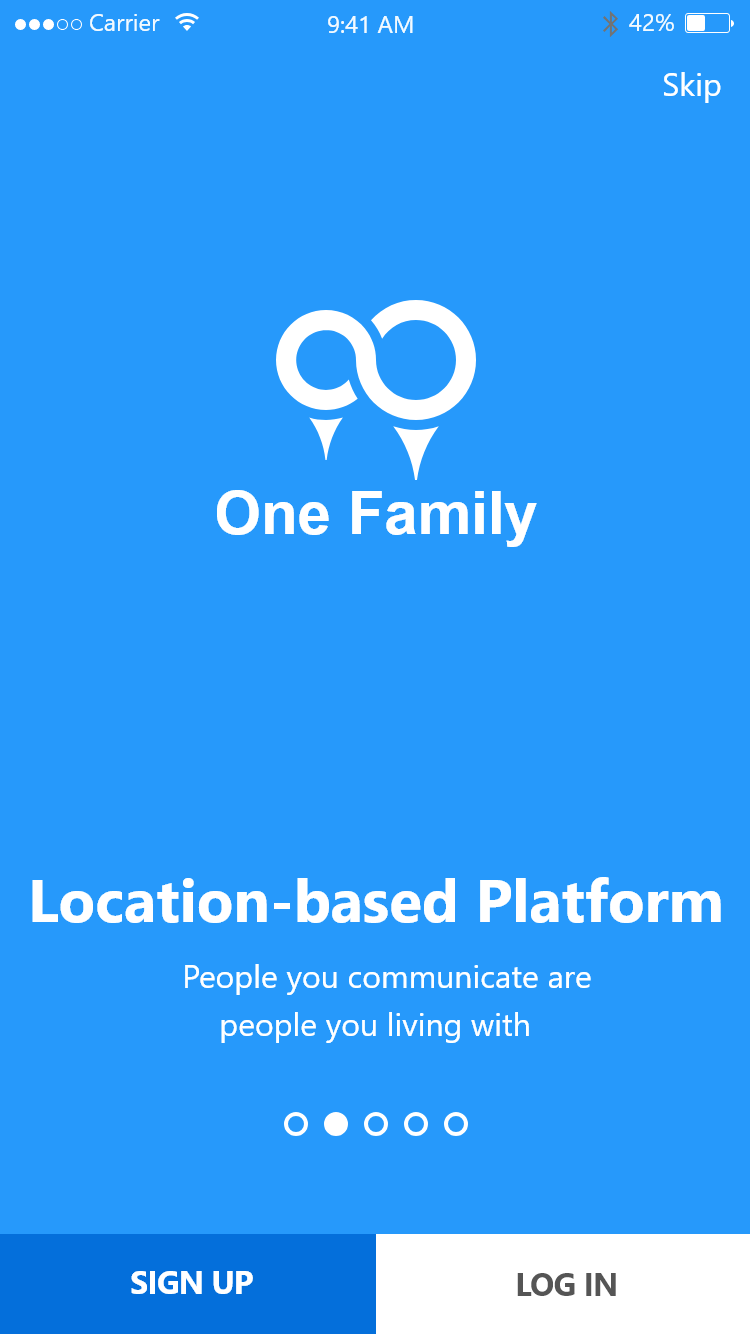 Carrier 9:41 AM 42%
Skip
One Family
Location-based Platform
People you communicate are
people you living with
SIGN UP LOG IN